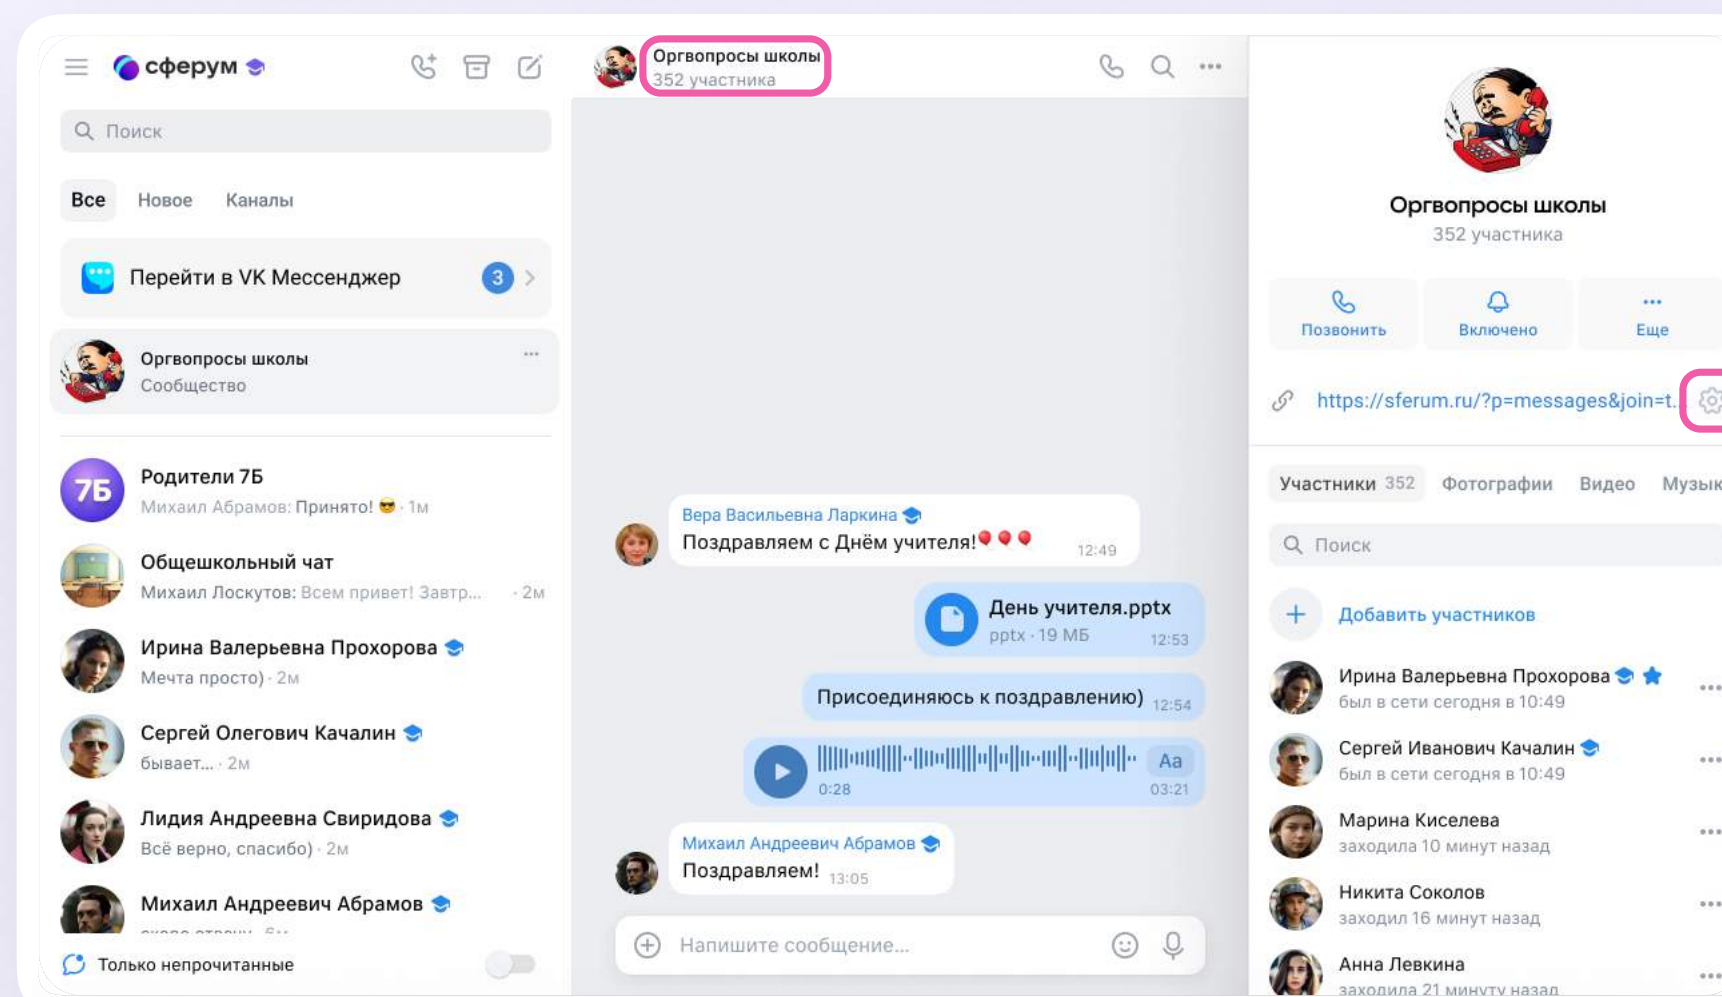 сферум
Поиск
Все Новое Каналы
Перейти в VK Мессенджер 3
Оргвопросы школы
Сообщество
7Б
Родители 7Б
Михаил Абрамов: Принято! 😎 · 1м
Общешкольный чат
Михаил Лоскутов: Всем привет! Завтр... · 2м
Ирина Валерьевна Прохорова
Мечта просто) · 2м
Сергей Олегович Качалин
бывает... · 2м
Лидия Андреевна Свиридова
Всё верно, спасибо) · 2м
Михаил Андреевич Абрамов
Только непрочитанные
Оргвопросы школы
352 участника
Вера Васильевна Ларкина
Поздравляем с Днём учителя!🎈🎈🎈 12:49
День учителя.pptx
pptx · 19 МБ 12:53
Присоединяюсь к поздравлению) 12:54
Aa
0:28 03:21
Михаил Андреевич Абрамов
Поздравляем! 13:05
Напишите сообщение...
Оргвопросы школы
352 участника
Позвонить Включено Еще
https://sferum.ru/?p=messages&join=t...
Участники 352 Фотографии Видео Музык
Поиск
Добавить участников
Ирина Валерьевна Прохорова
был в сети сегодня в 10:49
Сергей Иванович Качалин
был в сети сегодня в 10:49
Марина Киселева
заходила 10 минут назад
Никита Соколов
заходил 16 минут назад
Анна Левкина
заходила 21 минуту назад